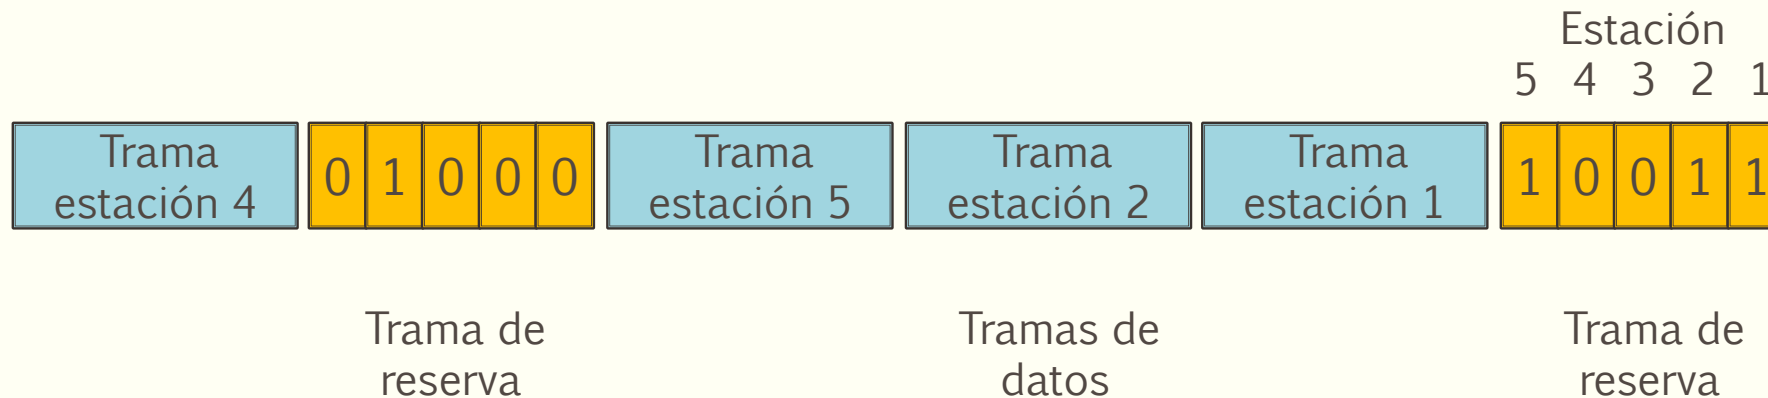 Estación
5 4 3 2 1
Trama
estación 4
0 1 0 0 0
Trama
estación 5
Trama
estación 2
Trama
estación 1
1 0 0 1 1
Trama de
reserva
Tramas de
datos
Trama de
reserva